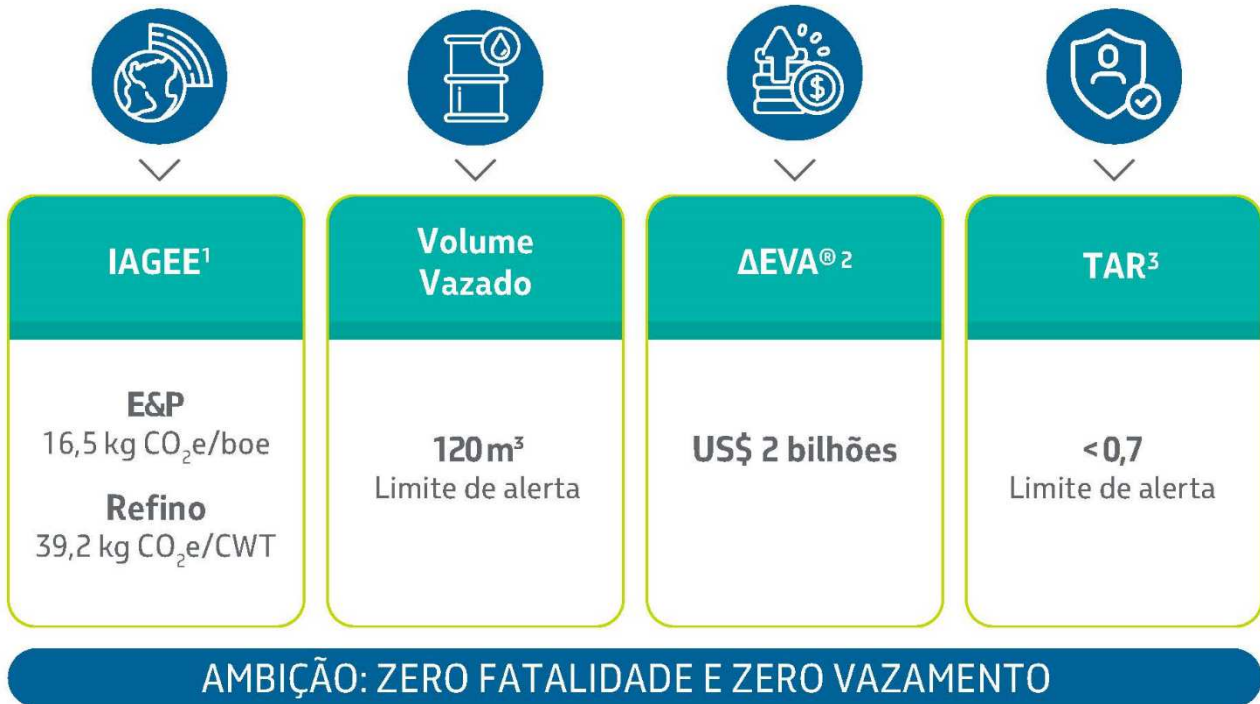 IAGEE¹
E&P
16,5 kg CO₂e/boe
Refino
39,2 kg CO₂e/CWT
Volume
Vazado
120 m³
Limite de alerta
ΔEVA® ²
US$ 2 bilhões
TAR³
<0,7
Limite de alerta
AMBIÇÃO: ZERO FATALIDADE E ZERO VAZAMENTO